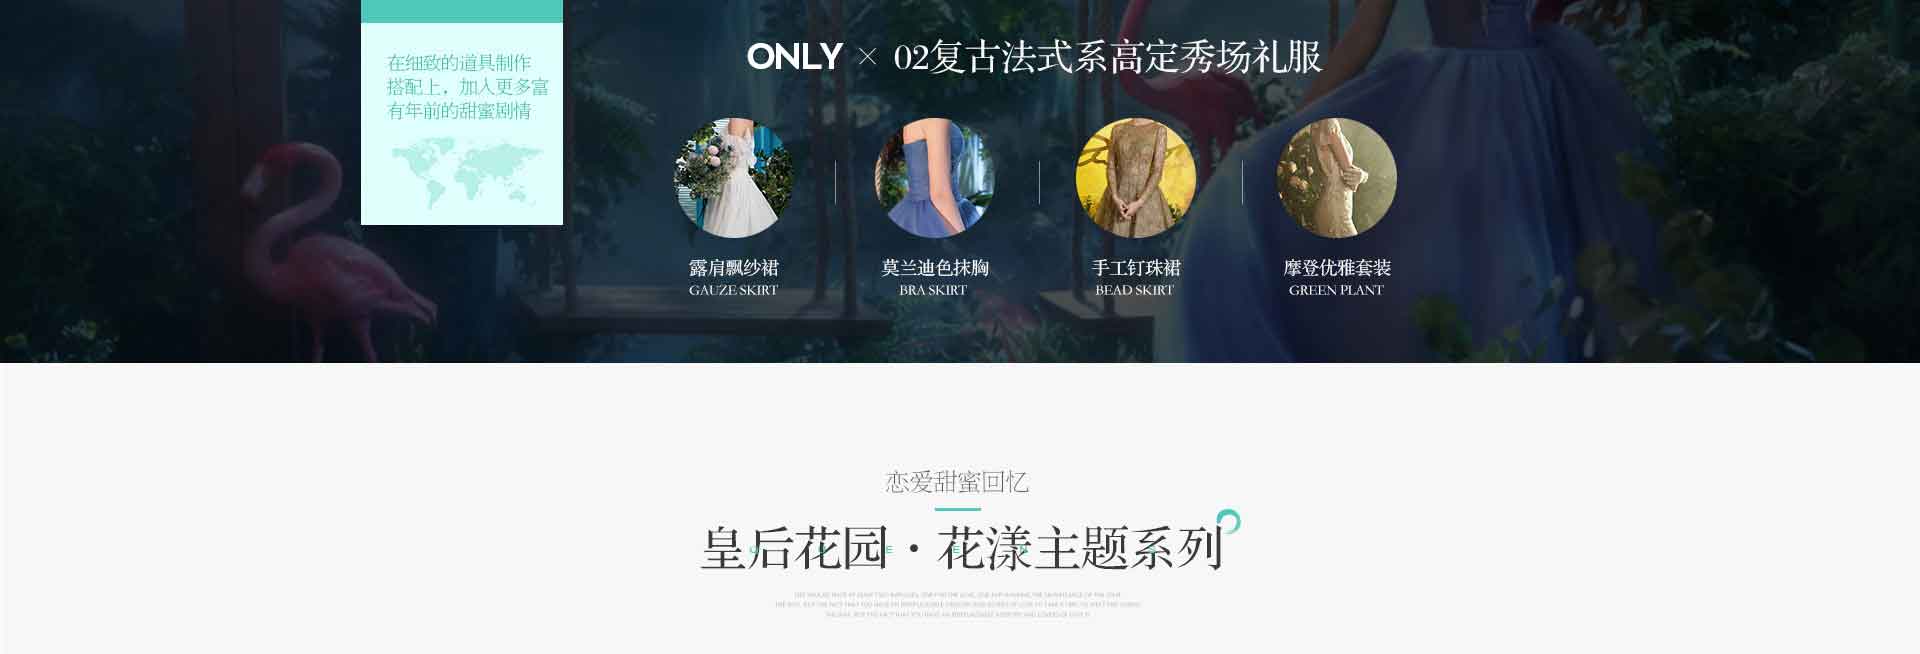 在细致的道具制作
搭配上，加入更多富
有年前的甜蜜剧情
ONLY × 02复古法式系高定秀场礼服
露肩飘纱裙
GAUZE SKIRT
莫兰迪色抹胸
BRA SKIRT
手工钉珠裙
BEAD SKIRT
摩登优雅套装
GREEN PLANT
恋爱甜蜜回忆
皇后花园·花漾主题系列